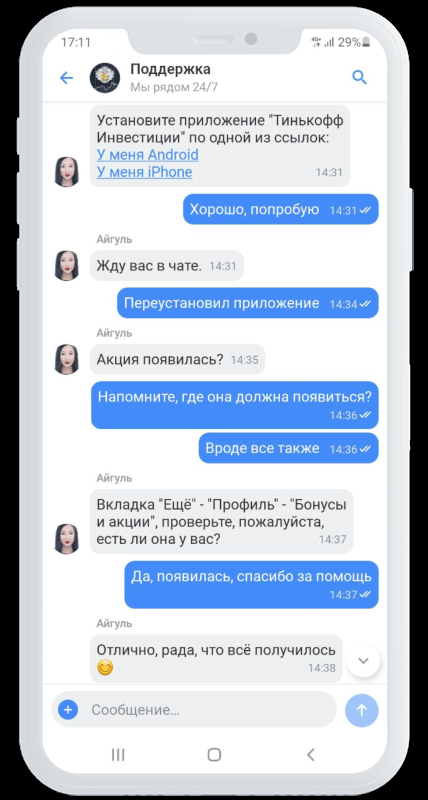 17:11
4G+ 29%
Поддержка
Мы рядом 24/7
Установите приложение "Тинькофф
Инвестиции" по одной из ссылок:
У меня Android
У меня iPhone
14:31
Хорошо, попробую 14:31
Айгуль
Жду вас в чате. 14:31
Переустановил приложение 14:34
Айгуль
Акция появилась? 14:35
Напомните, где она должна появиться?
14:36
Вроде все также 14:36
Айгуль
Вкладка "Ещё" - "Профиль" - "Бонусы
и акции", проверьте, пожалуйста,
есть ли она у вас? 14:37
Да, появилась, спасибо за помощь
14:37
Айгуль
Отлично, рада, что всё получилось
14:38
Сообщение...